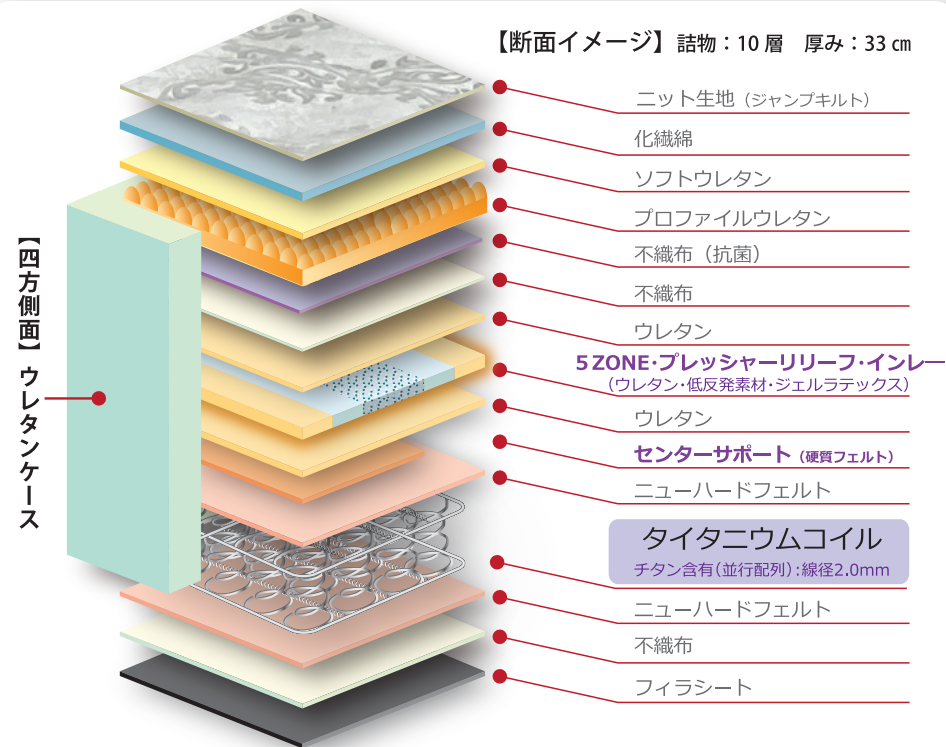 【断面イメージ】詰物：10層　厚み：33㎝
ニット生地（ジャンプキルト）
化繊綿
ソフトウレタン
プロファイルウレタン
不織布（抗菌）
不織布
ウレタン
5 ZONE・プレッシャーリリーフ・インレー
（ウレタン・低反発素材・ジェルラテックス）
ウレタン
センターサポート（硬質フェルト）
ニューハードフェルト
タイタニウムコイル
チタン含有（並行配列）:線径2.0mm
ニューハードフェルト
不織布
フィラシート
【四方側面】ウレタンケース